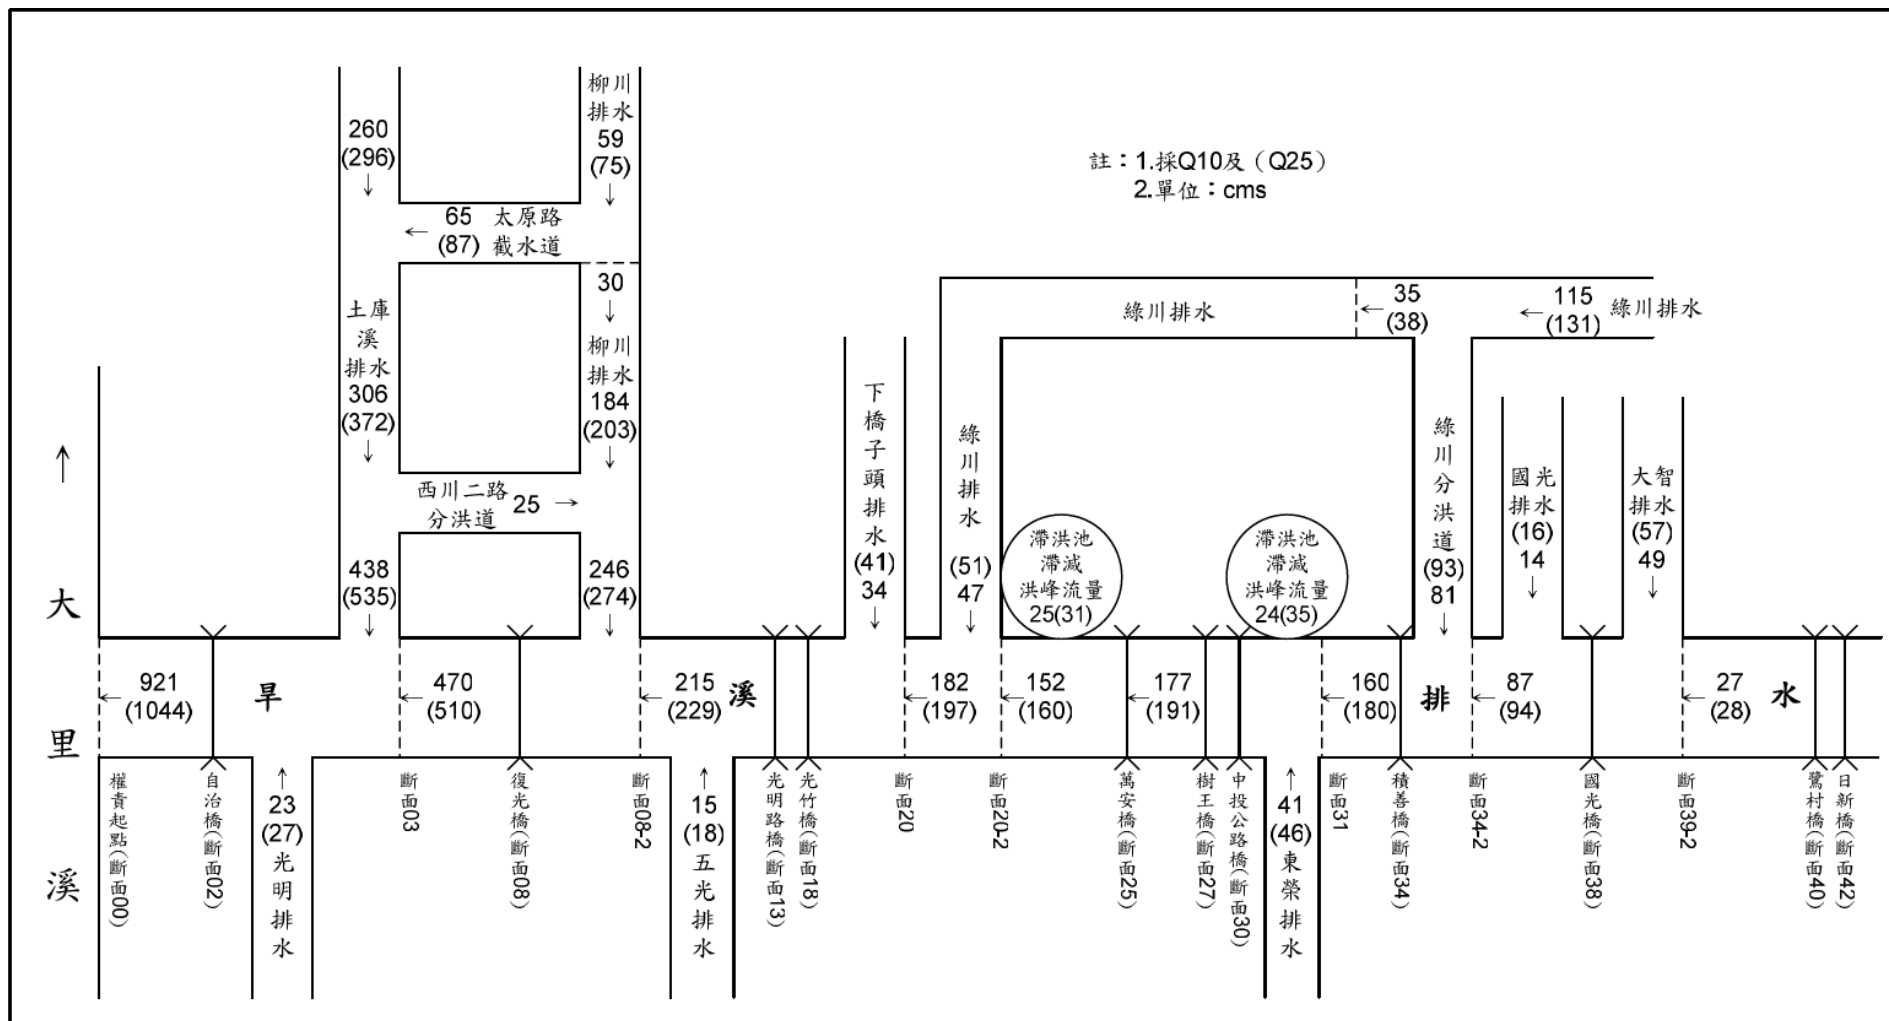 註：1.採Q10及（Q25）
2.單位：cms
260
(296)
柳川
排水
59
(75)
65
(87)
太原路
截水道
30
土庫
溪
排水
306
(372)
柳川
排水
184
(203)
西川二路
分洪道
25
438
(535)
246
(274)
下橋子頭排水
(41)
34
綠川排水
35
(38)
115
(131)
綠川排水
綠川排水
(51)
47
滯洪池
滯減
洪峰流量
25(31)
滯洪池
滯減
洪峰流量
24(35)
綠川分洪道
(93)
81
國光
排水
(16)
14
大智
排水
(57)
49
大里溪
旱溪排水
921
(1044)
470
(510)
215
(229)
182
(197)
152
(160)
177
(191)
160
(180)
87
(94)
27
(28)
權責起點(斷面00)
自治橋(斷面02)
23
(27)
光明排水
斷面03
復光橋(斷面08)
斷面08-2
15
(18)
五光排水
光明路橋(斷面13)
光竹橋(斷面18)
斷面20
斷面20-2
萬安橋(斷面25)
樹王橋(斷面27)
中投公路橋(斷面30)
41
(46)
東榮排水
斷面31
積善橋(斷面34)
斷面34-2
國光橋(斷面38)
斷面39-2
鷺村橋(斷面40)
日新橋(斷面42)